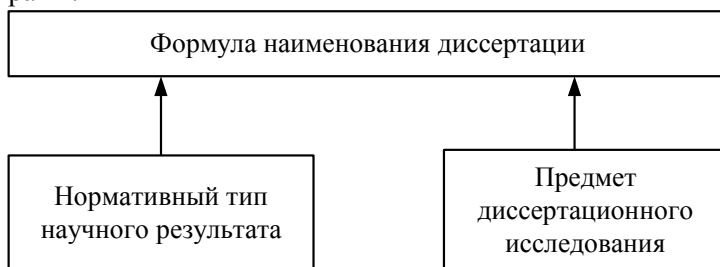 Формула наименования диссертации
Нормативный тип
научного результата
Предмет
диссертационного
исследования